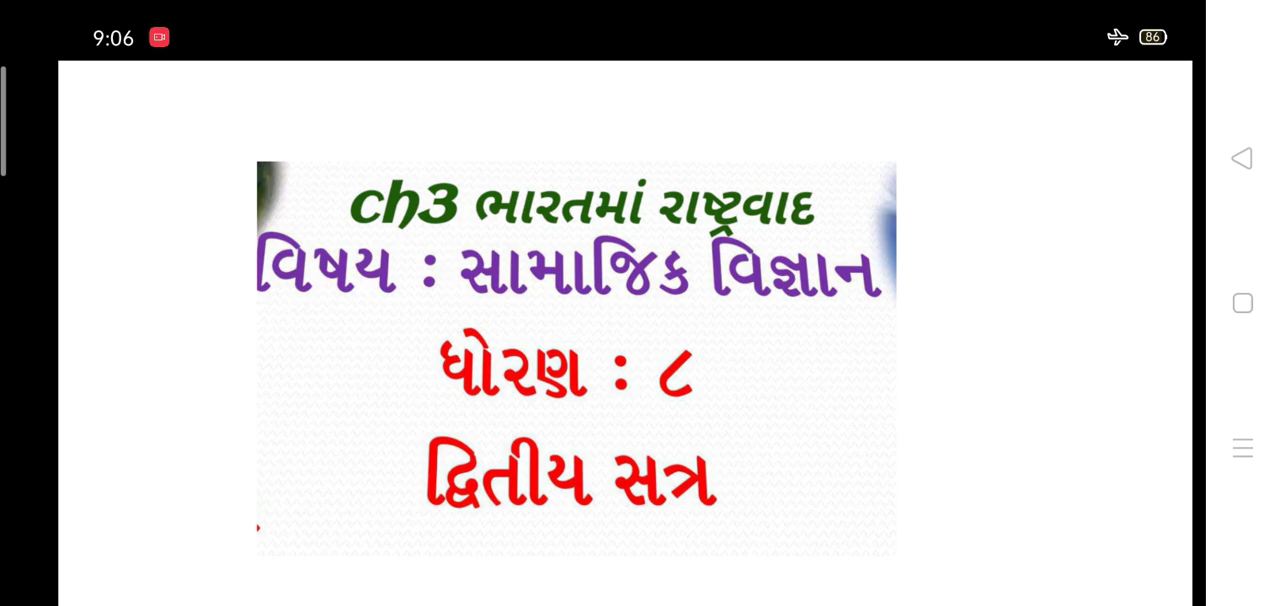 9:06
86
ch3 ભારતમાં રાષ્ટ્રવાદ
વિષય : સામાજિક વિજ્ઞાન
ધોરણ : ૮
દ્વિતીય સત્ર